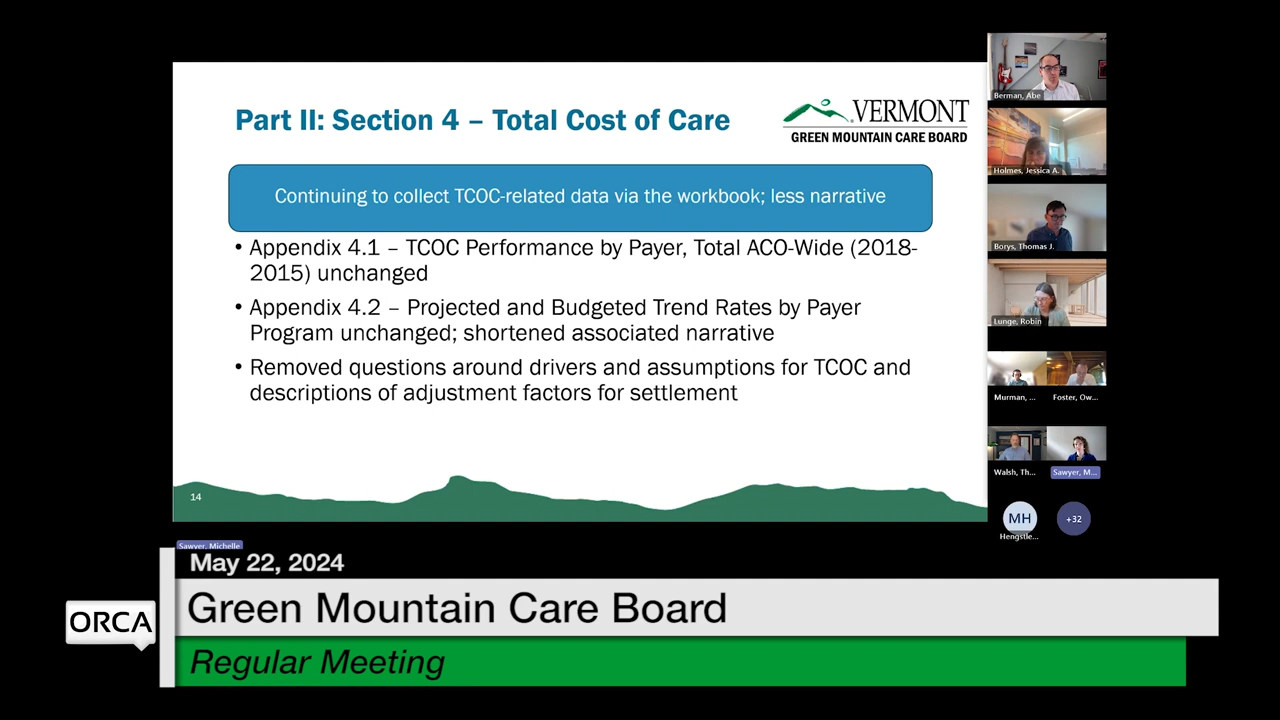 Part II: Section 4 – Total Cost of Care
VERMONT
GREEN MOUNTAIN CARE BOARD
Continuing to collect TCOC-related data via the workbook; less narrative
• Appendix 4.1 – TCOC Performance by Payer, Total ACO-Wide (2018-
2015) unchanged
• Appendix 4.2 – Projected and Budgeted Trend Rates by Payer
Program unchanged; shortened associated narrative
• Removed questions around drivers and assumptions for TCOC and
descriptions of adjustment factors for settlement
14
Berman, Abe
Holmes, Jessica A.
Borys, Thomas J.
Lunge, Robin
Murman, ...
Foster, Ow...
Walsh, Th...
Sawyer, M...
MH
+32
Hengstle...
Sawyer, Michelle
May 22, 2024
ORCA
Green Mountain Care Board
Regular Meeting